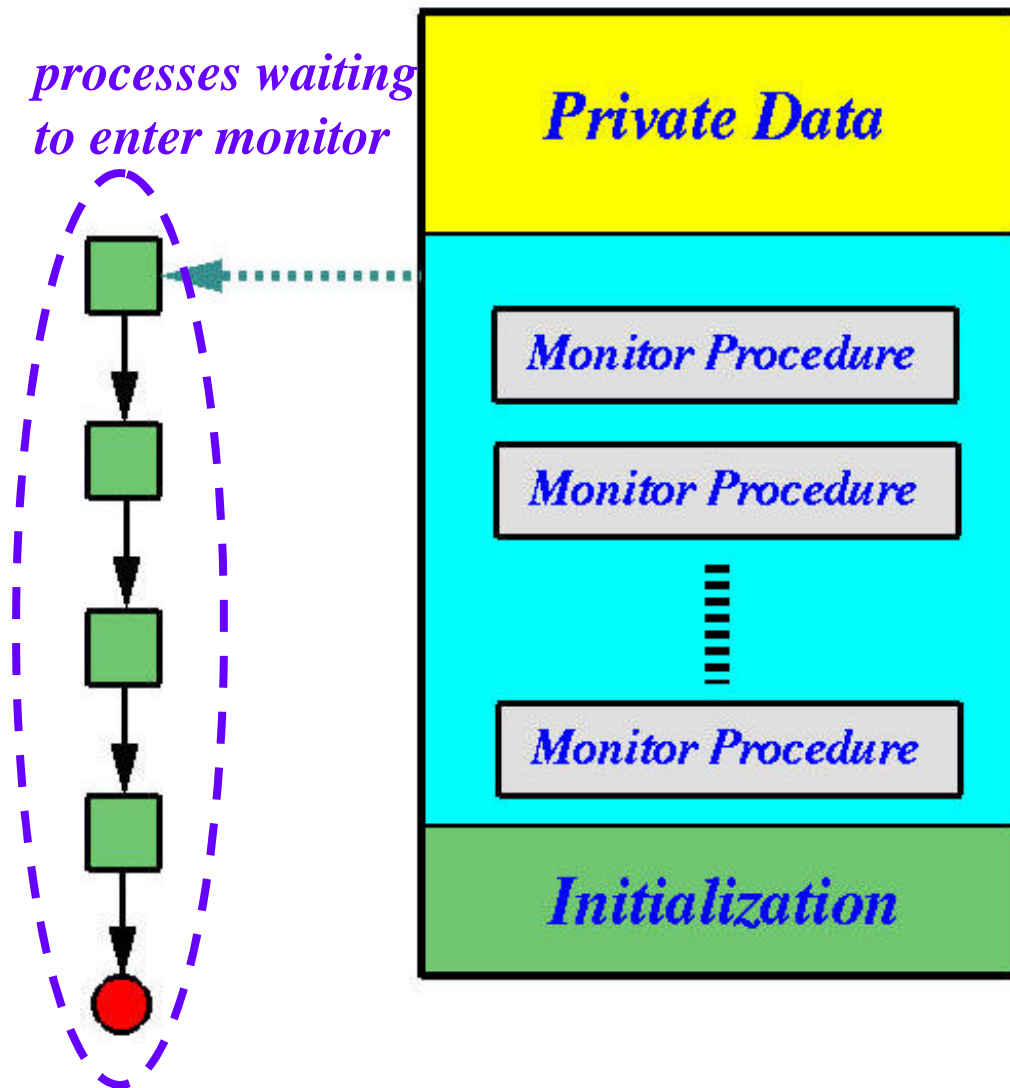 processes waiting
to enter monitor
Private Data
Monitor Procedure
Monitor Procedure
Monitor Procedure
Initialization